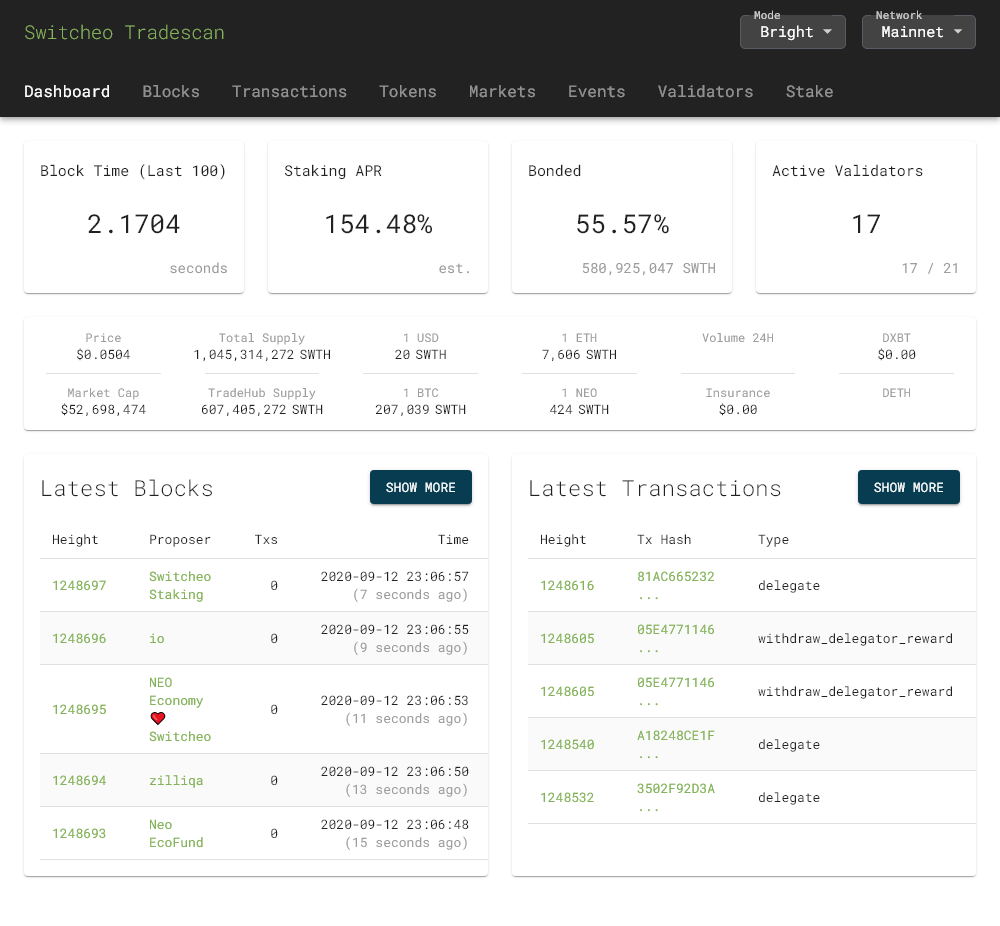 Switcheo Tradescan
Mode
Bright
Network
Mainnet
Dashboard Blocks Transactions Tokens Markets Events Validators Stake
Block Time (Last 100)
2.1704
seconds
Staking APR
154.48%
est.
Bonded
55.57%
580,925,047 SWTH
Active Validators
17
17 / 21
Price
$0.0504
Total Supply
1,045,314,272 SWTH
1 USD
20 SWTH
1 ETH
7,606 SWTH
Volume 24H
DXBT
$0.00
Market Cap
$52,698,474
TradeHub Supply
607,405,272 SWTH
1 BTC
207,039 SWTH
1 NEO
424 SWTH
Insurance
$0.00
DETH
Latest Blocks
SHOW MORE
Height Proposer Txs Time
1248697 Switcheo Staking 0 2020-09-12 23:06:57
(7 seconds ago)
1248696 io 0 2020-09-12 23:06:55
(9 seconds ago)
1248695 NEO Economy ❤ Switcheo 0 2020-09-12 23:06:53
(11 seconds ago)
1248694 zilliqa 0 2020-09-12 23:06:50
(13 seconds ago)
1248693 Neo EcoFund 0 2020-09-12 23:06:48
(15 seconds ago)
Latest Transactions
SHOW MORE
Height Tx Hash Type
1248616 81AC665232 ... delegate
1248605 05E4771146 ... withdraw_delegator_reward
1248605 05E4771146 ... withdraw_delegator_reward
1248540 A18248CE1F ... delegate
1248532 3502F92D3A ... delegate